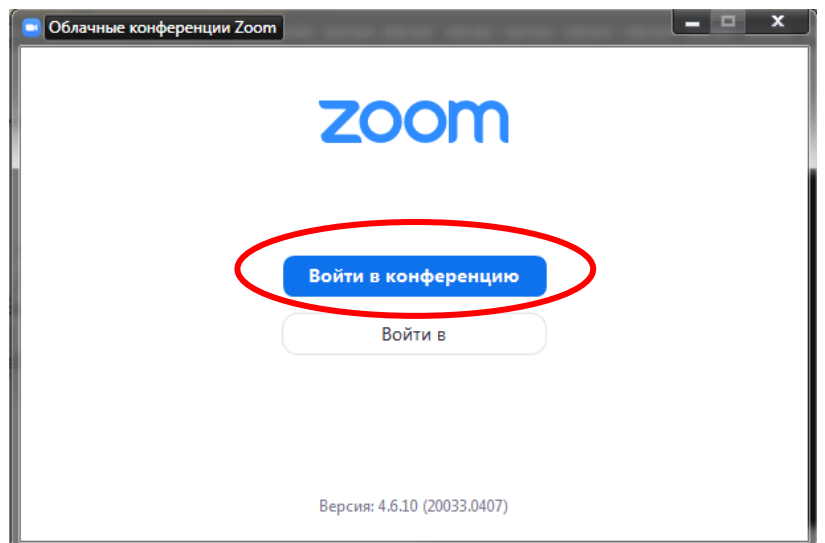 Облачные конференции Zoom
zoom
Войти в конференцию
Войти в
Версия: 4.6.10 (20033.0407)